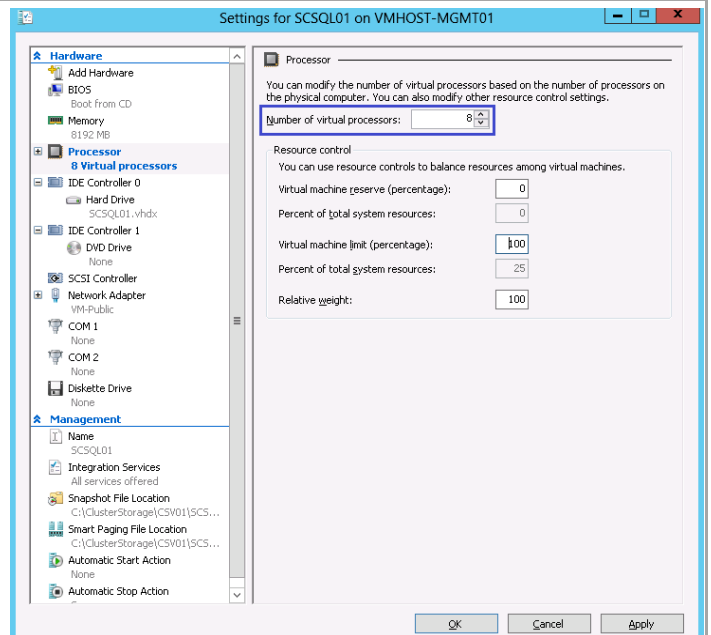 Settings for SCSQL01 on VMHOST-MGMT01
Hardware
Add Hardware
BIOS
Boot from CD
Memory
8192 MB
Processor
8 Virtual processors
IDE Controller 0
Hard Drive
SCSQL01.vhdx
IDE Controller 1
DVD Drive
None
SCSI Controller
Network Adapter
VM-Public
COM 1
None
COM 2
None
Diskette Drive
None
Management
Name
SCSQL01
Integration Services
All services offered
Snapshot File Location
C:\ClusterStorage\CSV01\SCS...
Smart Paging File Location
C:\ClusterStorage\CSV01\SCS...
Automatic Start Action
None
Automatic Stop Action
Processor
You can modify the number of virtual processors based on the number of processors on
the physical computer. You can also modify other resource control settings.
Number of virtual processors: 8
Resource control
You can use resource controls to balance resources among virtual machines.
Virtual machine reserve (percentage): 0
Percent of total system resources: 0
Virtual machine limit (percentage): 100
Percent of total system resources: 25
Relative weight: 100
OK Cancel Apply